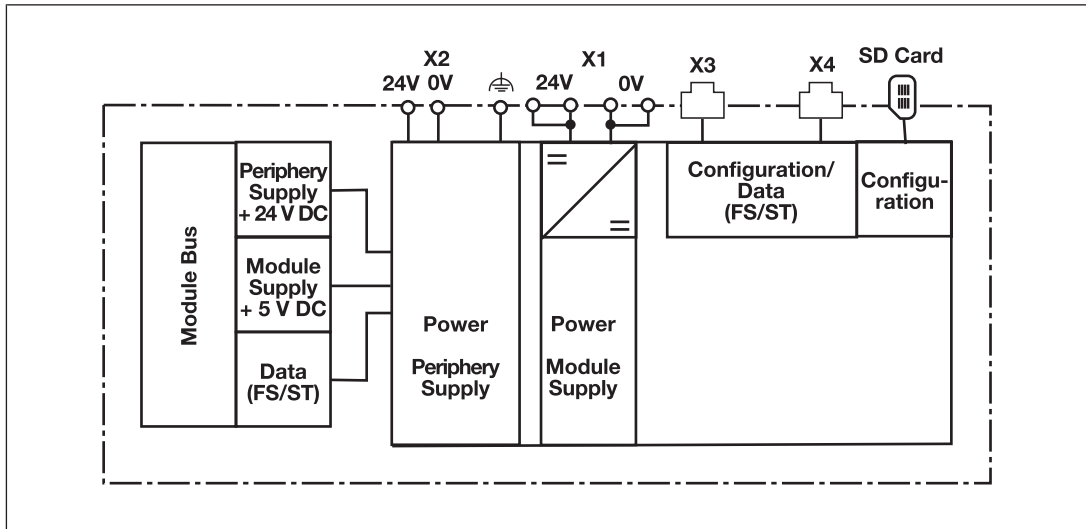 X2
24V 0V
X1
24V
0V
X3
X4
SD Card
Module Bus
Periphery
Supply
+ 24 V DC
Module
Supply
+ 5 V DC
Data
(FS/ST)
Power
Periphery
Supply
Power
Module
Supply
Configuration/
Data
(FS/ST)
Configu-
ration